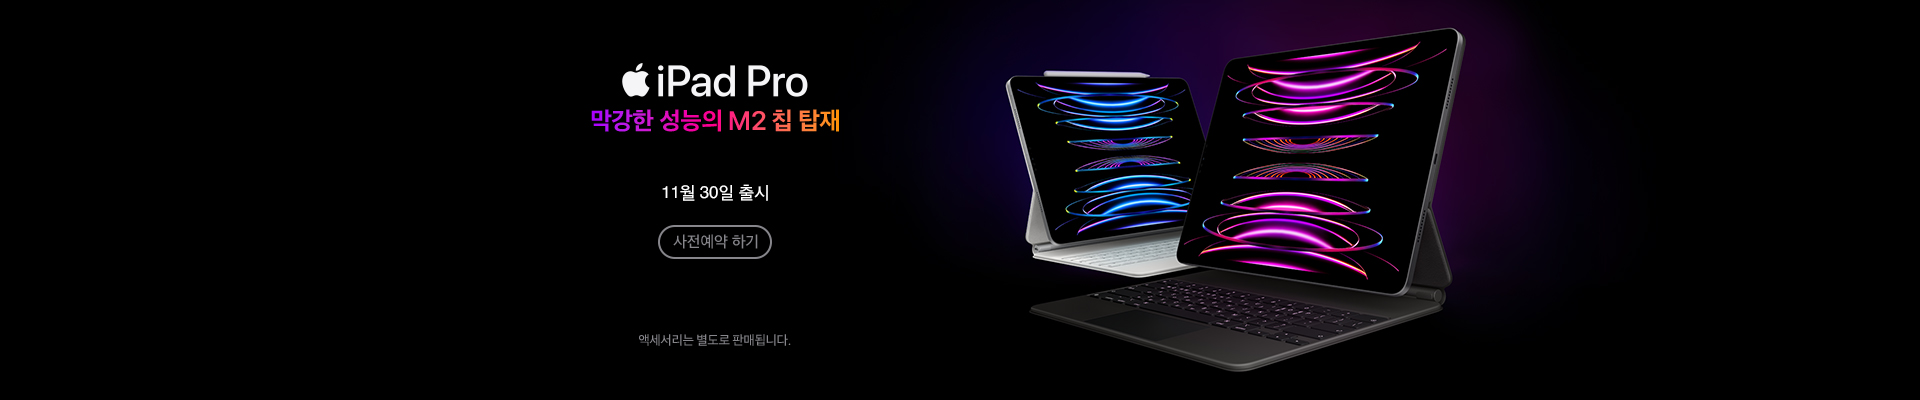 iPad Pro
막강한 성능의 M2 칩 탑재
11월 30일 출시
사전예약 하기
액세서리는 별도로 판매됩니다.